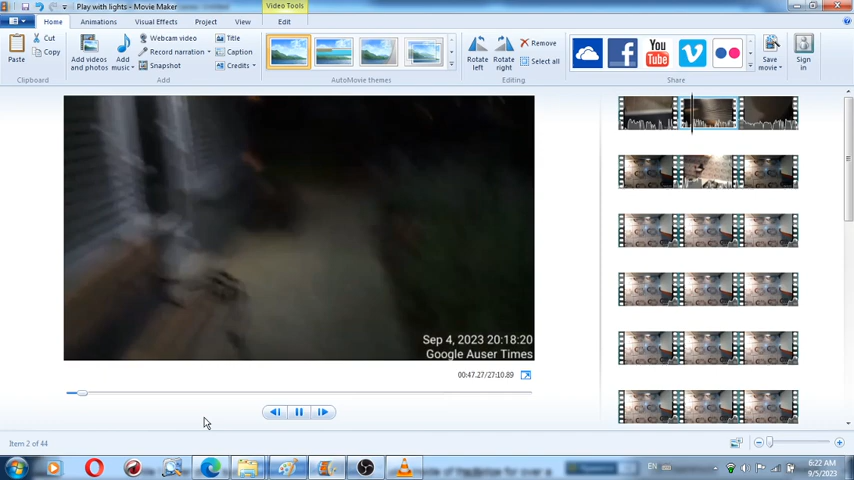 Play with lights - Movie Maker
Video Tools
Home
Animations
Visual Effects
Project
View
Edit
Paste
Cut
Copy
Clipboard
Add videos
and photos
Add
music
Webcam video
Record narration
Snapshot
Title
Caption
Credits
Add
AutoMovie themes
Rotate
left
Rotate
right
Remove
Select all
Editing
You
Tube
Share
Save
movie
Sign
in
Sep 4, 2023 20:18:20
Google Auser Times
00:47.27/27:10.89
Item 2 of 44
EN
6:22 AM
9/5/2023